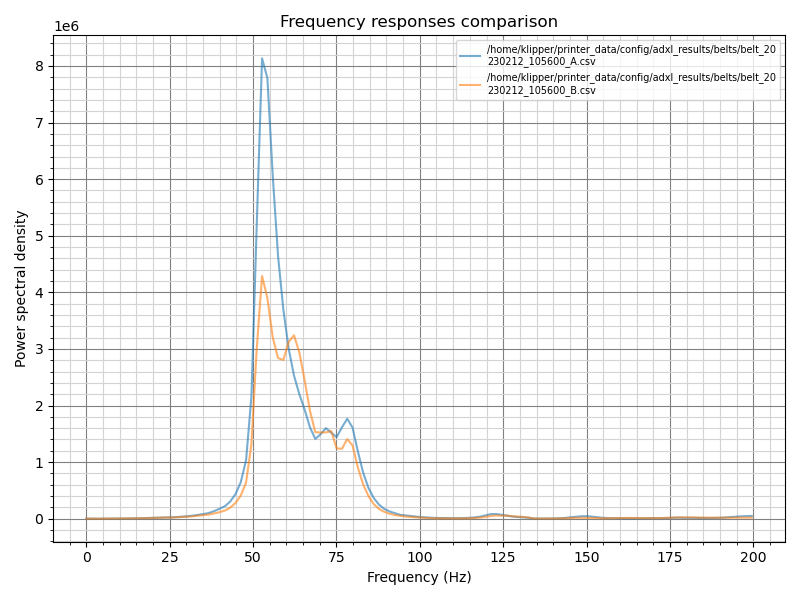 Frequency responses comparison
1e6
/home/klipper/printer_data/config/adxl_results/belts/belt_20
230212_105600_A.csv
/home/klipper/printer_data/config/adxl_results/belts/belt_20
230212_105600_B.csv
8
7
6
5
4
3
2
1
0
Power spectral density
0 25 50 75 100 125 150 175 200
Frequency (Hz)